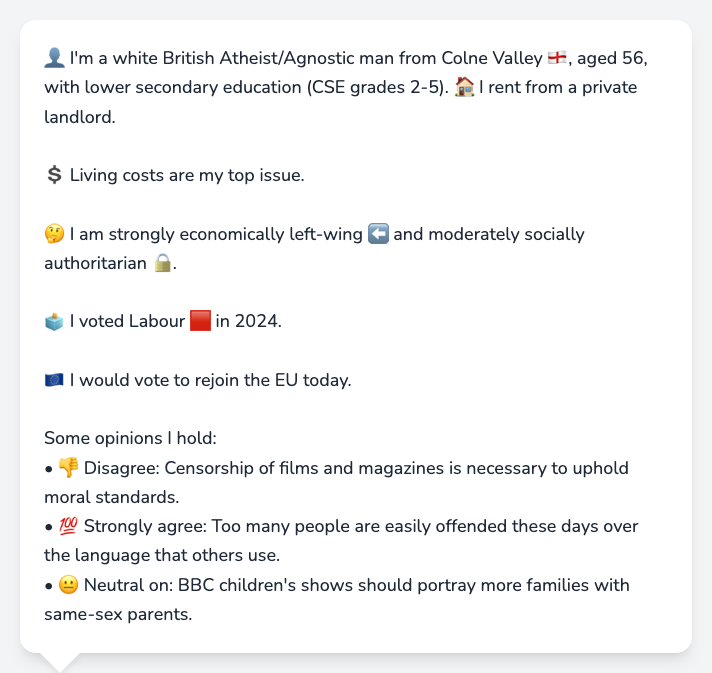 👤 I'm a white British Atheist/Agnostic man from Colne Valley 🏴󠁧󠁢󠁥󠁮󠁧󠁿, aged 56,
with lower secondary education (CSE grades 2-5). 🏠 I rent from a private
landlord.
💲 Living costs are my top issue.
🤔 I am strongly economically left-wing ⬅️ and moderately socially
authoritarian 🔒.
🗳️ I voted Labour 🟥 in 2024.
🇪🇺 I would vote to rejoin the EU today.
Some opinions I hold:
• 👎 Disagree: Censorship of films and magazines is necessary to uphold
moral standards.
• 💯 Strongly agree: Too many people are easily offended these days over
the language that others use.
• 😐 Neutral on: BBC children's shows should portray more families with
same-sex parents.